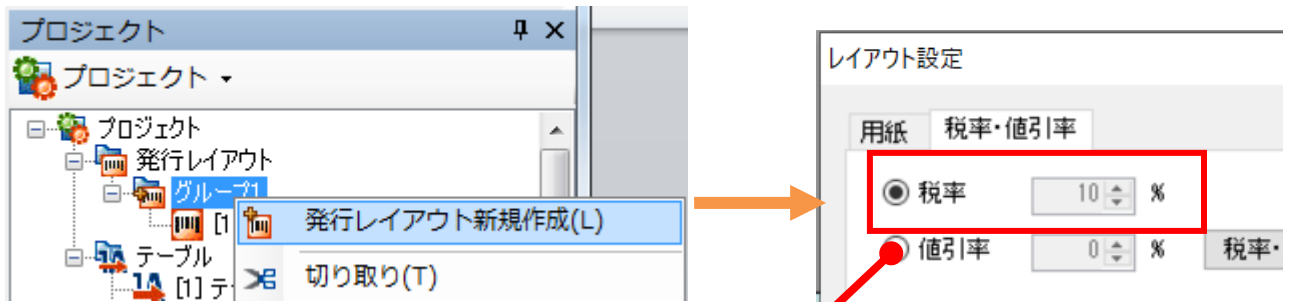 プロジェクト
プロジェクト
プロジェクト
発行レイアウト
グループ1
[1
発行レイアウト新規作成(L)
テーブル
[1] テ
切り取り(T)
レイアウト設定
用紙 税率・値引率
税率 10 %
値引率 0 % 税率・